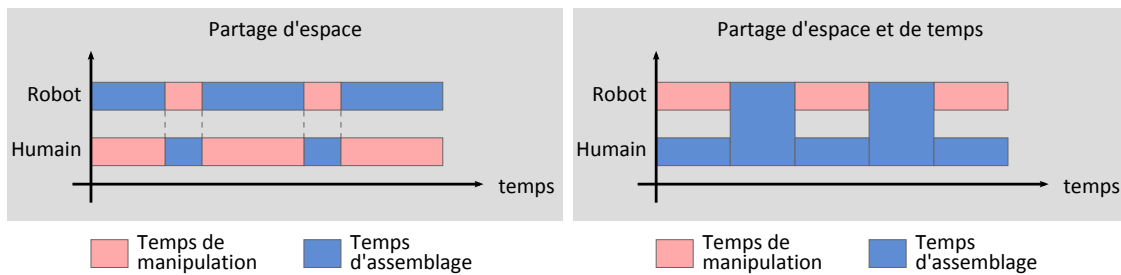 Partage d'espace
Robot
Humain
temps
Temps de
manipulation
Temps
d'assemblage
Partage d'espace et de temps
Robot
Humain
temps
Temps de
manipulation
Temps
d'assemblage